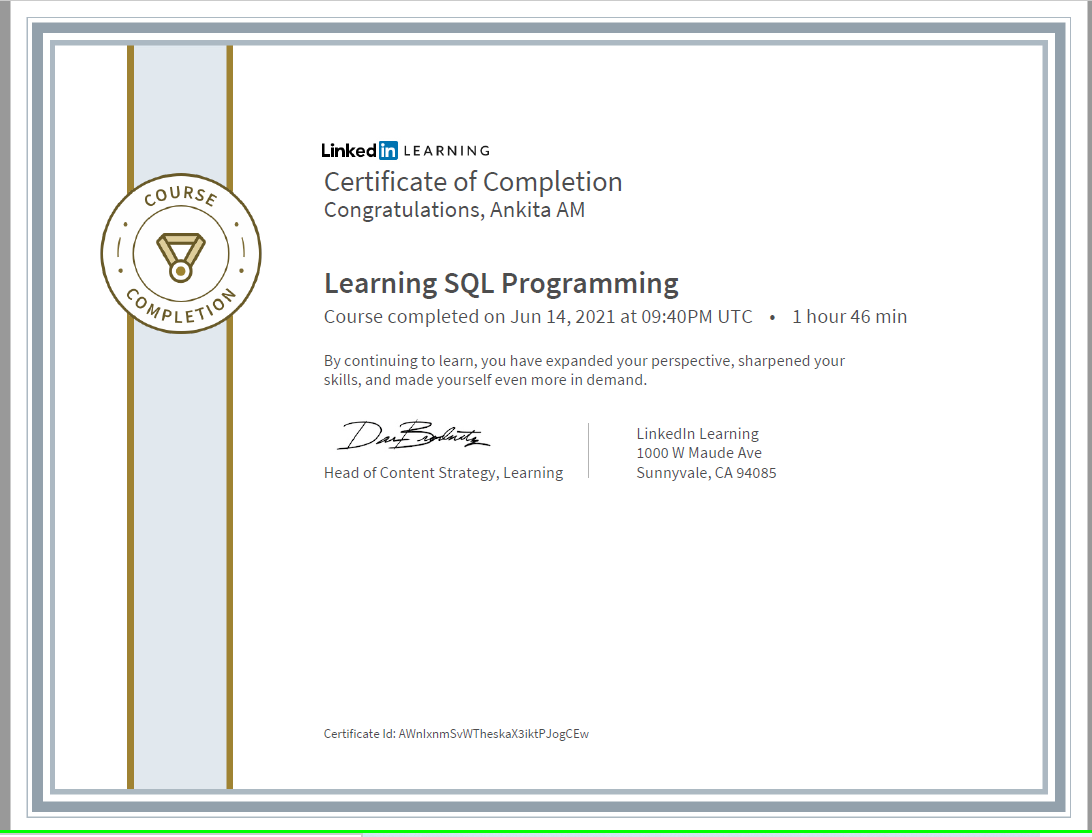 COURSE
COMPLETION
Linked in LEARNING
Certificate of Completion
Congratulations, Ankita AM
Learning SQL Programming
Course completed on Jun 14, 2021 at 09:40PM UTC • 1 hour 46 min
By continuing to learn, you have expanded your perspective, sharpened your
skills, and made yourself even more in demand.
Head of Content Strategy, Learning
LinkedIn Learning
1000 W Maude Ave
Sunnyvale, CA 94085
Certificate Id: AWnIxnmSvWTheskaX3iktPJogCEw